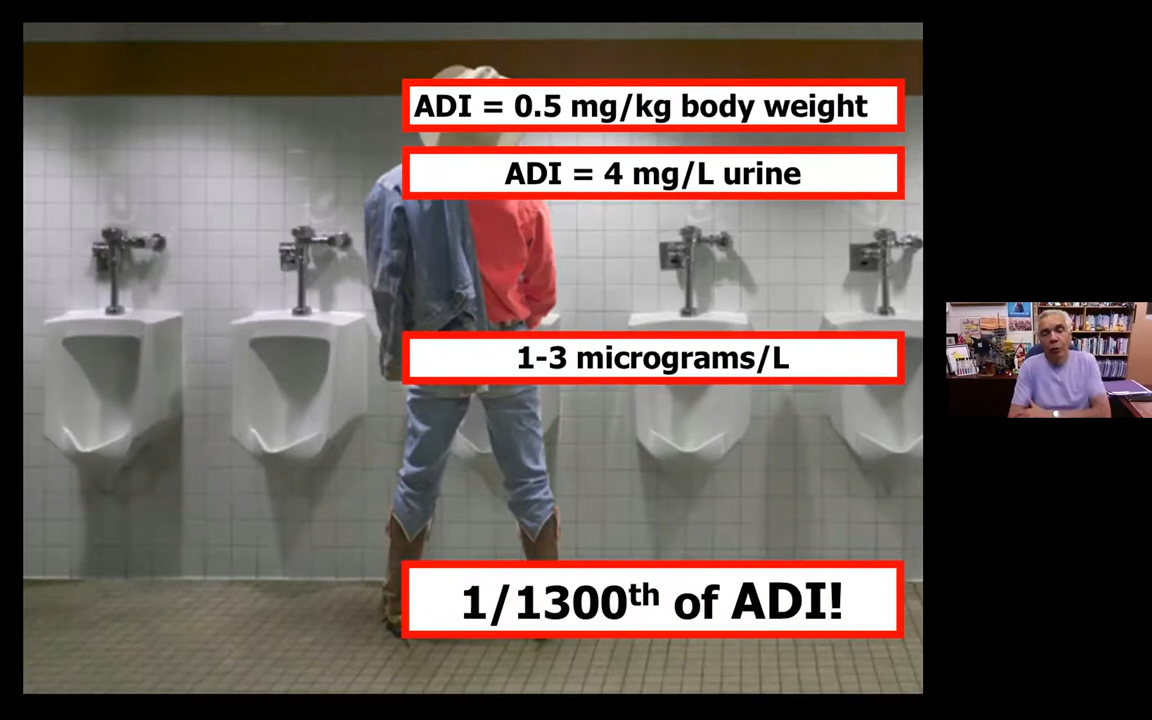 ADI = 0.5 mg/kg body weight
ADI = 4 mg/L urine
1-3 micrograms/L
1/1300th of ADI!